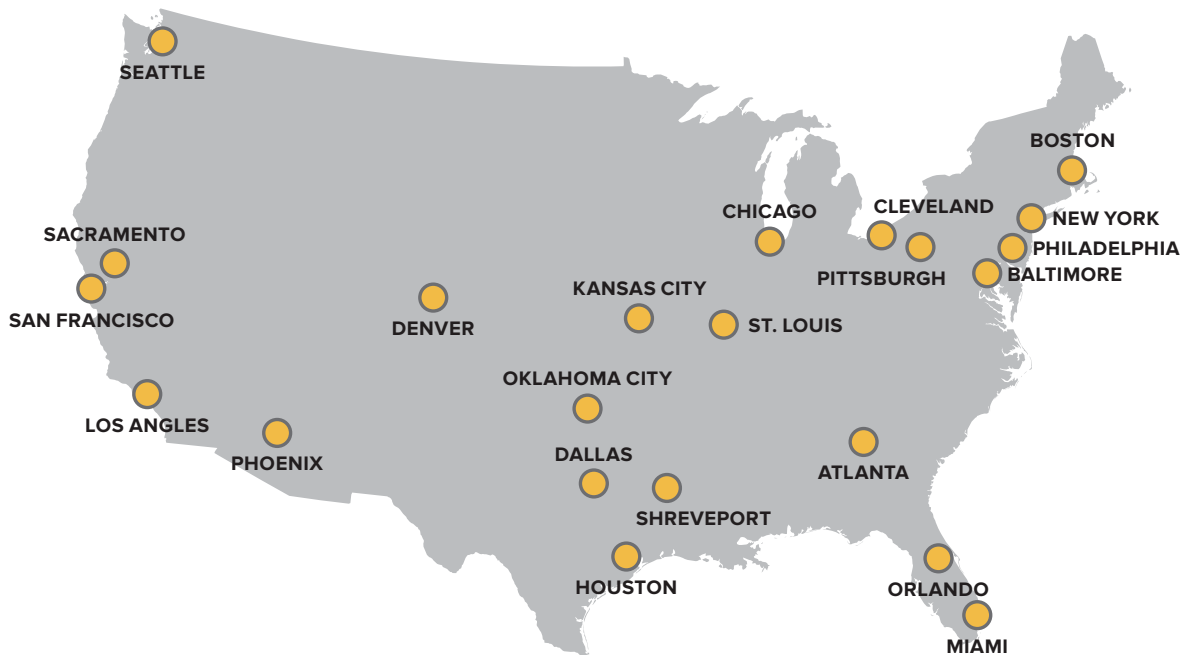 SEATTLE
BOSTON
CHICAGO
CLEVELAND
NEW YORK
SACRAMENTO
PHILADELPHIA
PITTSBURGH
BALTIMORE
KANSAS CITY
SAN FRANCISCO
DENVER
ST. LOUIS
OKLAHOMA CITY
LOS ANGLES
DALLAS
PHOENIX
ATLANTA
SHREVEPORT
HOUSTON
ORLANDO
MIAMI